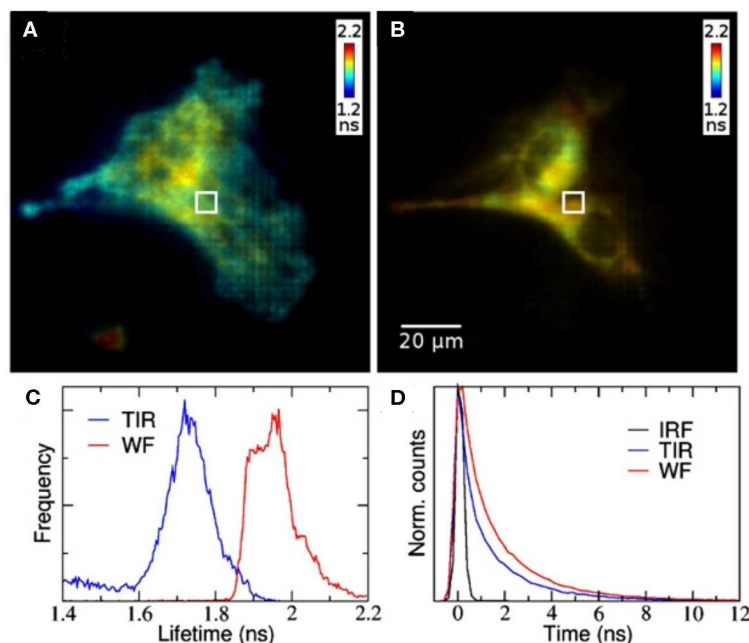 A
2.2
1.2
ns
B
2.2
1.2
ns
20 µm
C
TIR
WF
Frequency
1.4 1.6 1.8 2 2.2
Lifetime (ns)
D
IRF
TIR
WF
Norm. counts
0 2 4 6 8 10 12
Time (ns)